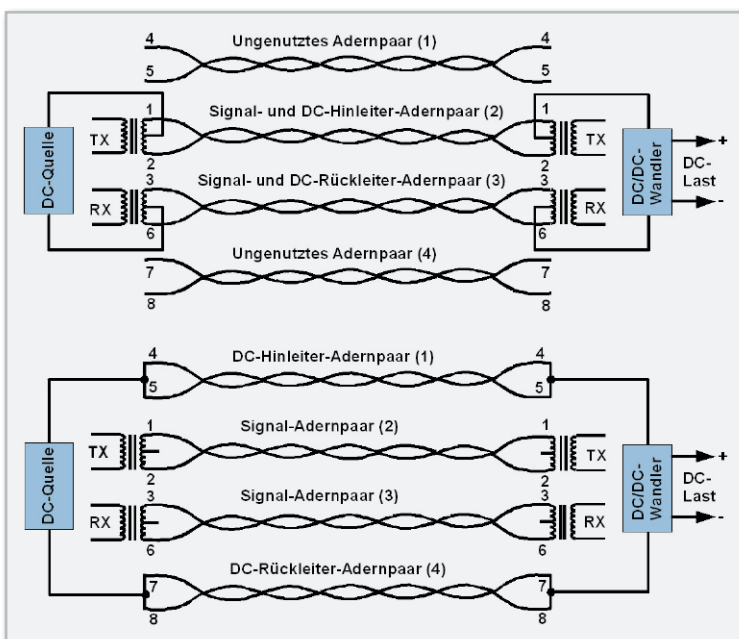 4 Ungenutztes Adernpaar (1) 4
5 5
1 Signal- und DC-Hinleiter-Adernpaar (2) 1
DC-Quelle TX TX DC/DC-Wandler +
2 2 DC-
3 Signal- und DC-Rückleiter-Adernpaar (3) 3 Last
RX RX -
6 6
Ungenutztes Adernpaar (4)
7 7
8 8
4 DC-Hinleiter-Adernpaar (1) 4
5 5
1 Signal-Adernpaar (2) 1
DC-Quelle TX TX DC/DC-Wandler +
2 2 DC-
3 Signal-Adernpaar (3) 3 Last
RX RX -
6 6
DC-Rückleiter-Adernpaar (4)
7 7
8 8